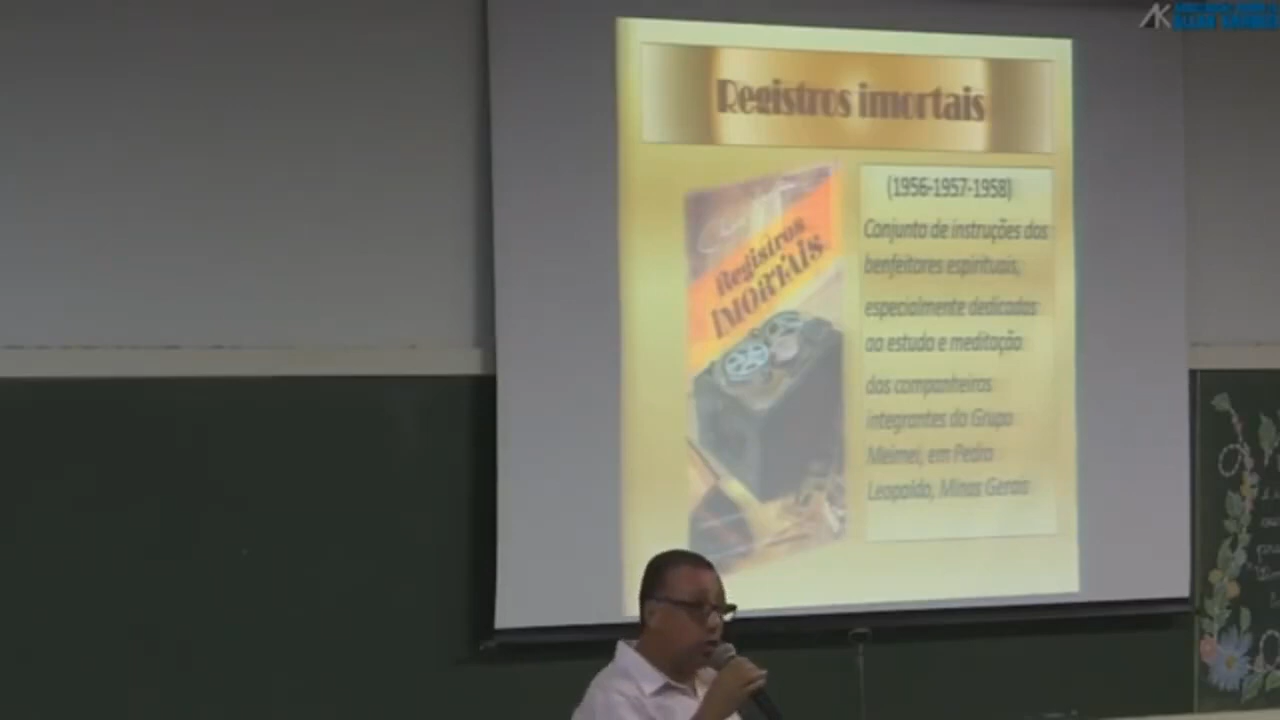 AK
Registros imortais
Registros
IMORTAIS
(1956-1957-1958)
Conjunto de instruções dos
benfeitores espirituais,
especialmente dedicadas
ao estudo e meditação
dos companheiros
integrantes do Grupo
Meimei, em Pedro
Leopoldo, Minas Gerais